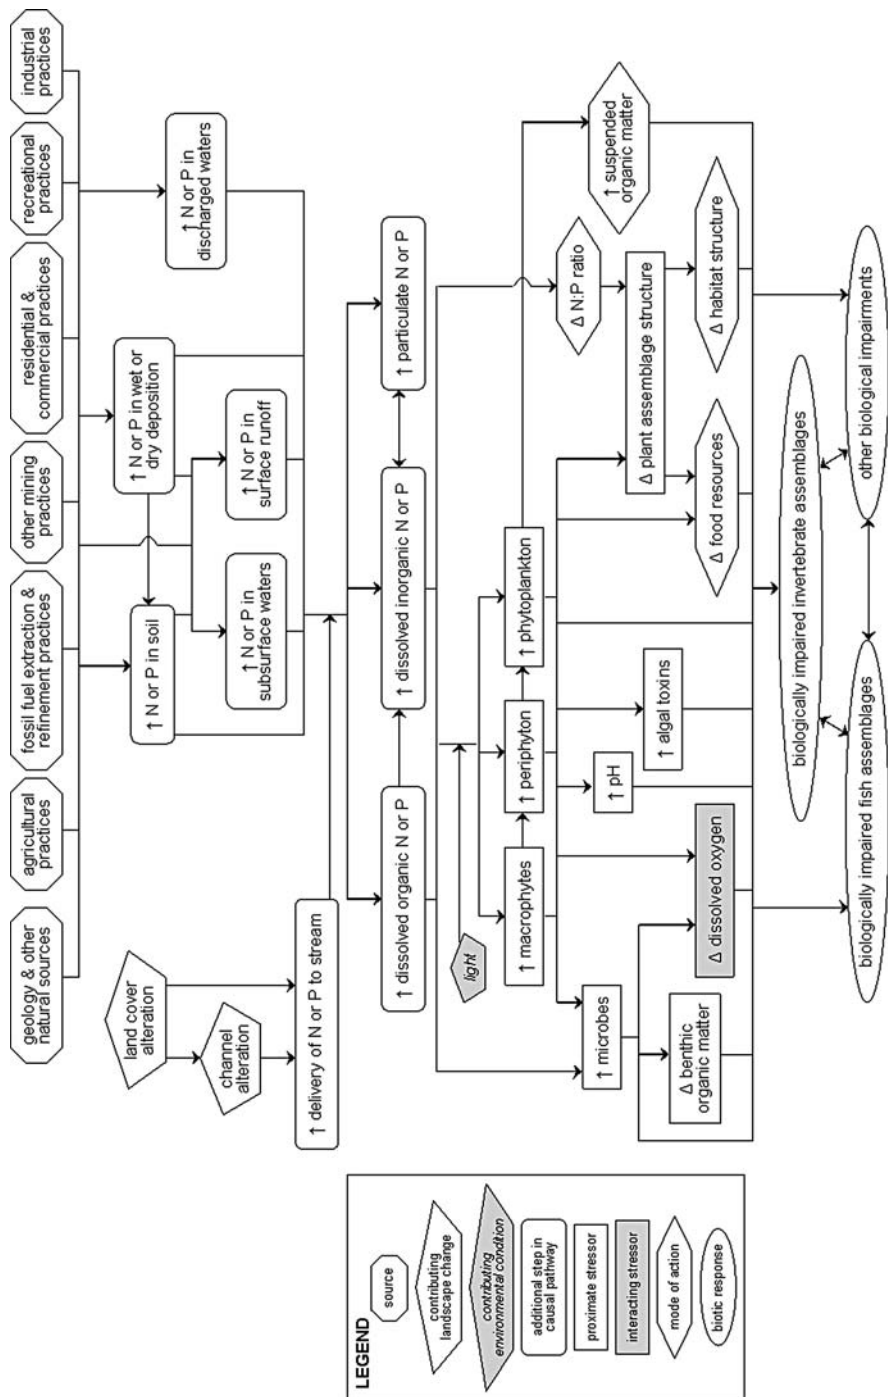 geology & other
natural sources
agricultural
practices
fossil fuel extraction &
refinement practices
other mining
practices
residential &
commercial practices
recreational
practices
industrial
practices
land cover
alteration
channel
alteration
↑ N or P in soil
↑ N or P in wet or
dry deposition
↑ N or P in
discharged waters
↑ N or P in
subsurface waters
↑ N or P in
surface runoff
↑ delivery of N or P to stream
↑ dissolved organic N or P
↑ dissolved inorganic N or P
↑ particulate N or P
light
↑ macrophytes
↑ periphyton
↑ phytoplankton
Δ N:P ratio
↑ suspended
organic matter
↑ microbes
↑ pH
↑ algal toxins
Δ plant assemblage structure
Δ benthic
organic matter
Δ dissolved oxygen
Δ food resources
Δ habitat structure
biologically impaired invertebrate assemblages
biologically impaired fish assemblages
other biological impairments
LEGEND
source
contributing
landscape change
contributing
environmental condition
additional step in
causal pathway
proximate stressor
interacting stressor
mode of action
biotic response